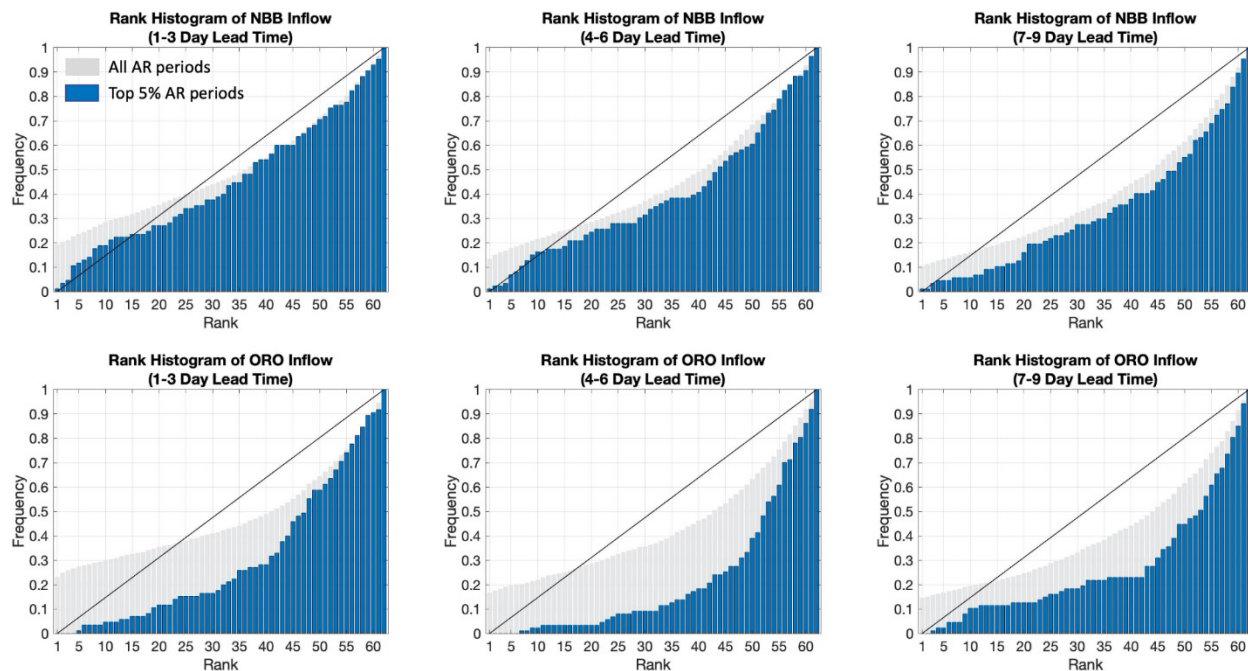 Rank Histogram of NBB Inflow
(1-3 Day Lead Time)
1
0.9
0.8
0.7
0.6
0.5
0.4
0.3
0.2
0.1
0
Frequency
All AR periods
Top 5% AR periods
1 5 10 15 20 25 30 35 40 45 50 55 60
Rank
Rank Histogram of NBB Inflow
(4-6 Day Lead Time)
1
0.9
0.8
0.7
0.6
0.5
0.4
0.3
0.2
0.1
0
Frequency
1 5 10 15 20 25 30 35 40 45 50 55 60
Rank
Rank Histogram of NBB Inflow
(7-9 Day Lead Time)
1
0.9
0.8
0.7
0.6
0.5
0.4
0.3
0.2
0.1
0
Frequency
1 5 10 15 20 25 30 35 40 45 50 55 60
Rank
Rank Histogram of ORO Inflow
(1-3 Day Lead Time)
1
0.9
0.8
0.7
0.6
0.5
0.4
0.3
0.2
0.1
0
Frequency
1 5 10 15 20 25 30 35 40 45 50 55 60
Rank
Rank Histogram of ORO Inflow
(4-6 Day Lead Time)
1
0.9
0.8
0.7
0.6
0.5
0.4
0.3
0.2
0.1
0
Frequency
1 5 10 15 20 25 30 35 40 45 50 55 60
Rank
Rank Histogram of ORO Inflow
(7-9 Day Lead Time)
1
0.9
0.8
0.7
0.6
0.5
0.4
0.3
0.2
0.1
0
Frequency
1 5 10 15 20 25 30 35 40 45 50 55 60
Rank